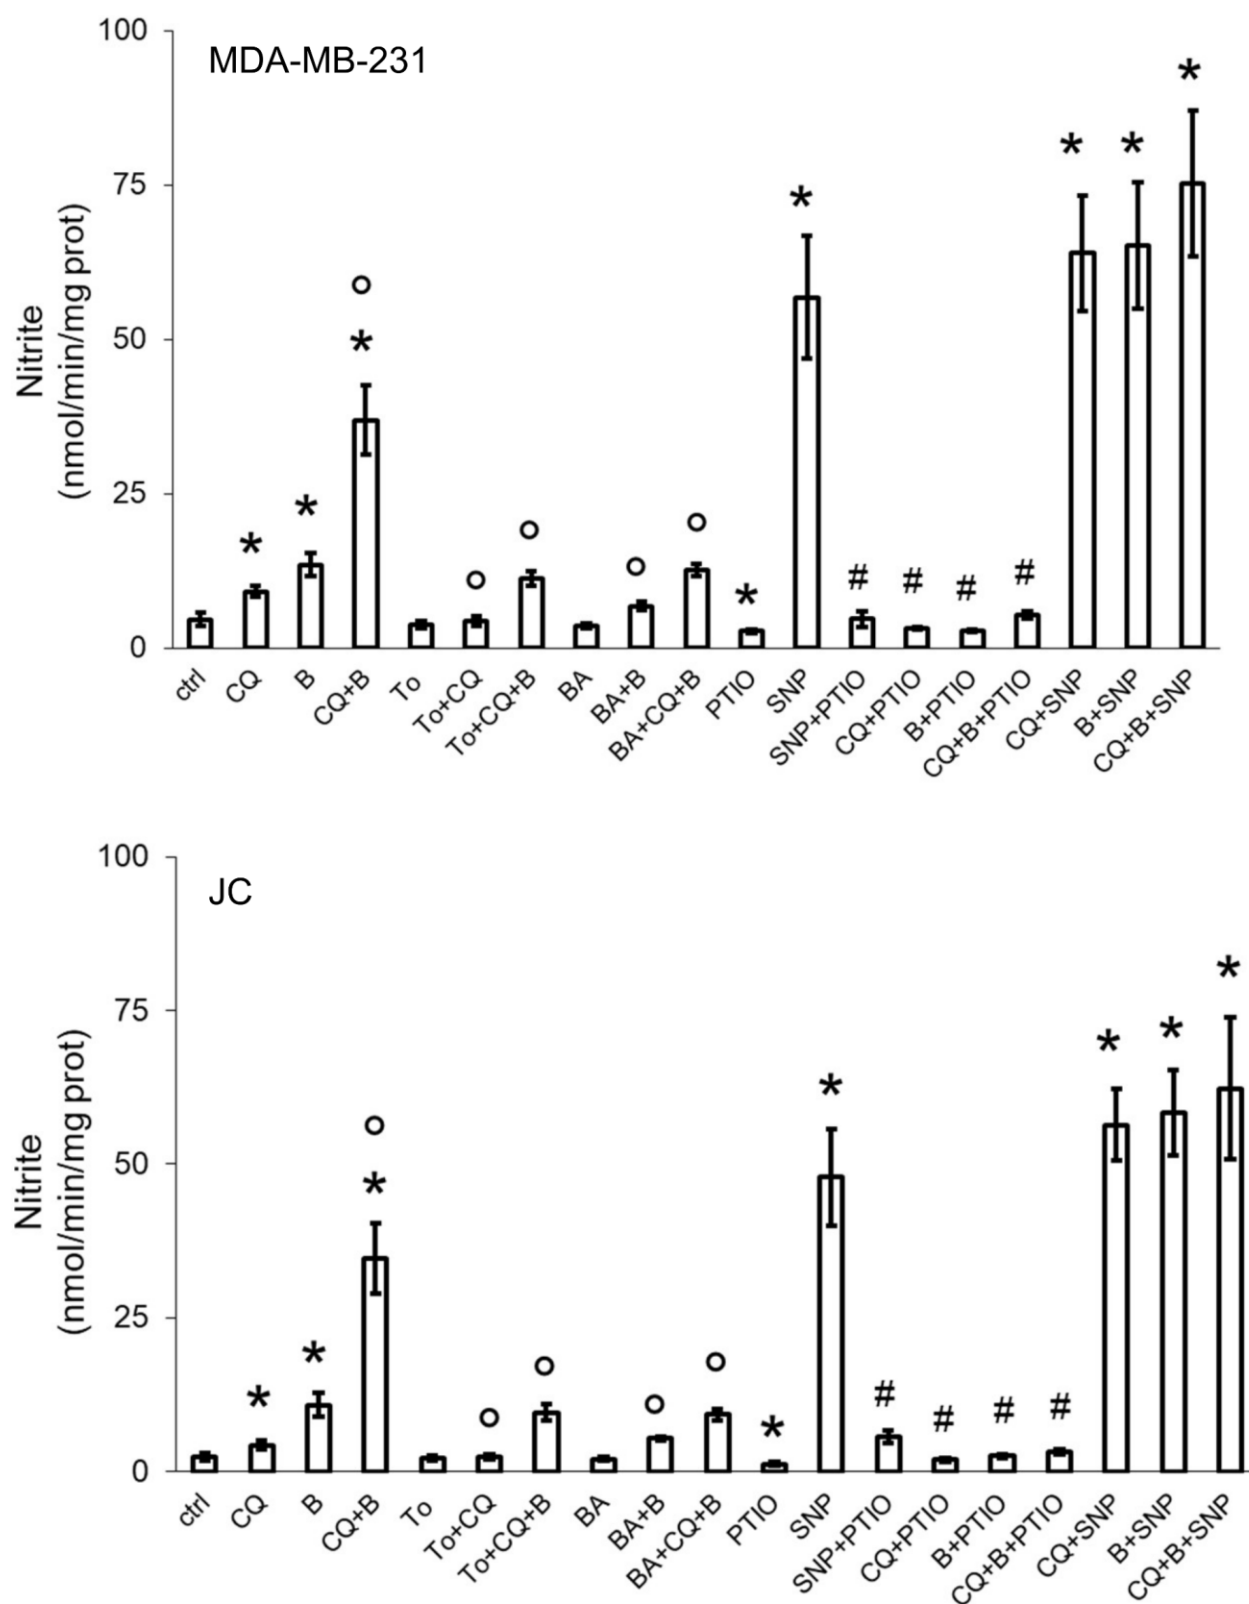 MDA-MB-231
Nitrite
(nmol/min/mg prot)
100
75
50
25
0
* * * ○ * ○ ○ ○ ○ * * # # # # * * *
ctrl CQ B CQ+B To To+CQ To+CQ+B BA BA+B BA+CQ+B PTIO SNP SNP+PTIO CQ+PTIO B+PTIO CQ+B+PTIO CQ+SNP B+SNP CQ+B+SNP
JC
Nitrite
(nmol/min/mg prot)
100
75
50
25
0
* * * ○ * ○ ○ ○ ○ * * # # # # * * *
ctrl CQ B CQ+B To To+CQ To+CQ+B BA BA+B BA+CQ+B PTIO SNP SNP+PTIO CQ+PTIO B+PTIO CQ+B+PTIO CQ+SNP B+SNP CQ+B+SNP